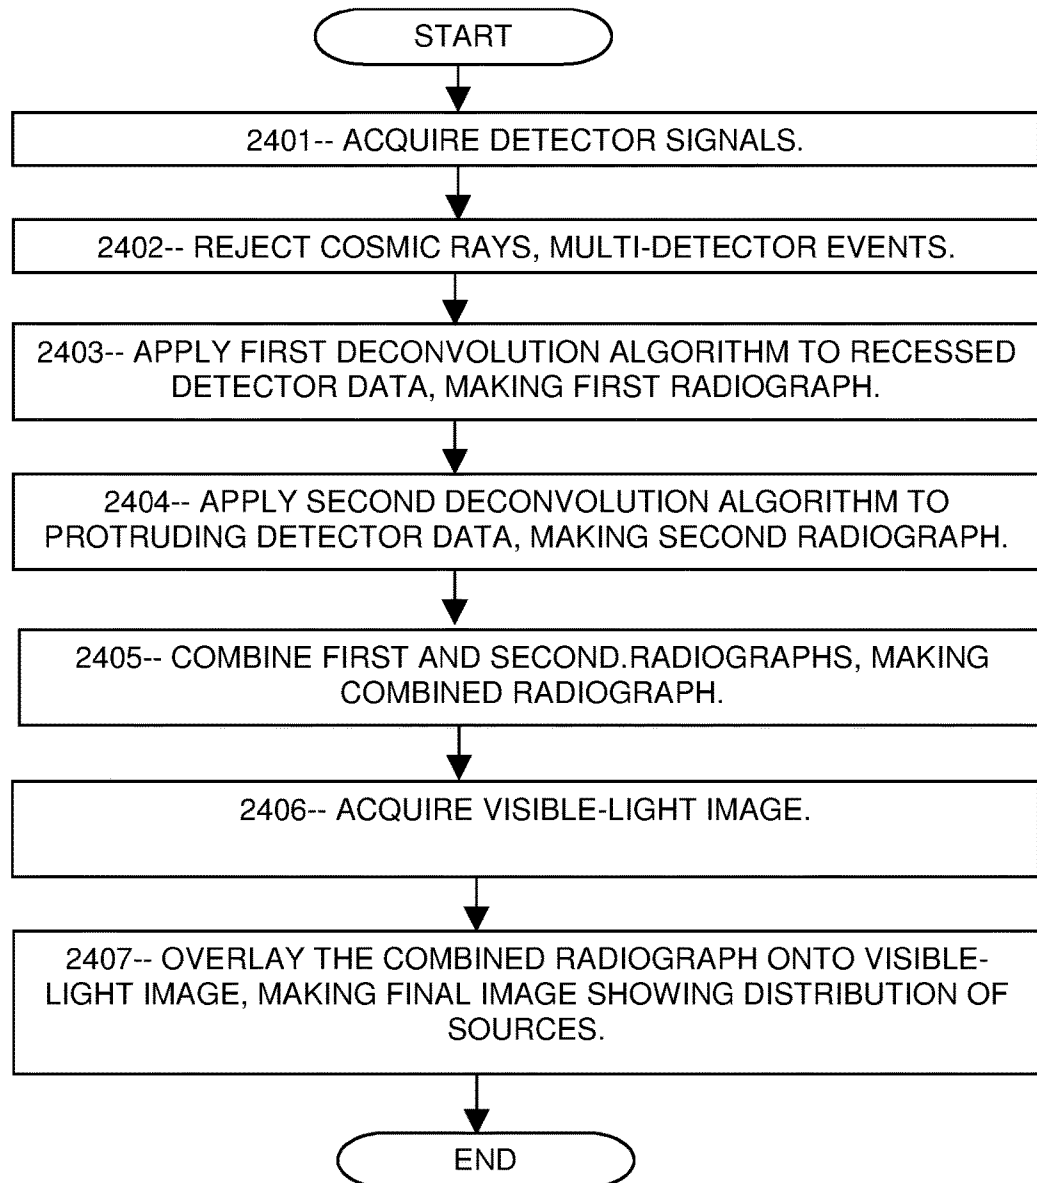 START
2401-- ACQUIRE DETECTOR SIGNALS.
2402-- REJECT COSMIC RAYS, MULTI-DETECTOR EVENTS.
2403-- APPLY FIRST DECONVOLUTION ALGORITHM TO RECESSED
DETECTOR DATA, MAKING FIRST RADIOGRAPH.
2404-- APPLY SECOND DECONVOLUTION ALGORITHM TO
PROTRUDING DETECTOR DATA, MAKING SECOND RADIOGRAPH.
2405-- COMBINE FIRST AND SECOND.RADIOGRAPHS, MAKING
COMBINED RADIOGRAPH.
2406-- ACQUIRE VISIBLE-LIGHT IMAGE.
2407-- OVERLAY THE COMBINED RADIOGRAPH ONTO VISIBLE-
LIGHT IMAGE, MAKING FINAL IMAGE SHOWING DISTRIBUTION OF
SOURCES.
END